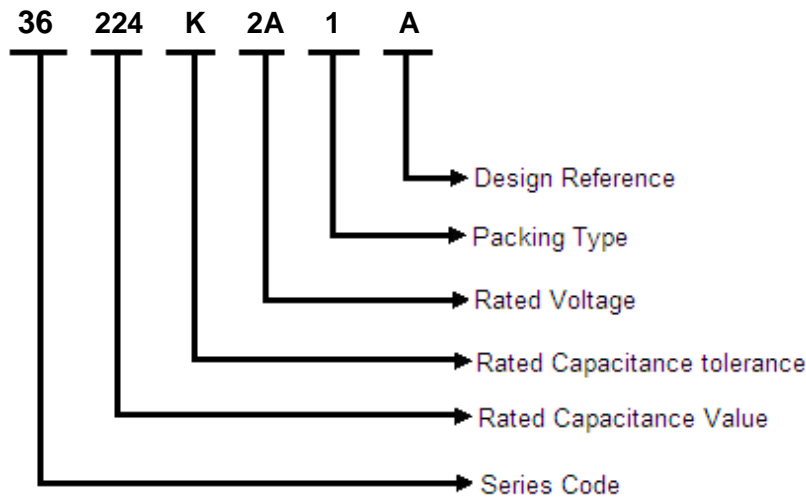 36 224 K 2A 1 A
Design Reference
Packing Type
Rated Voltage
Rated Capacitance tolerance
Rated Capacitance Value
Series Code